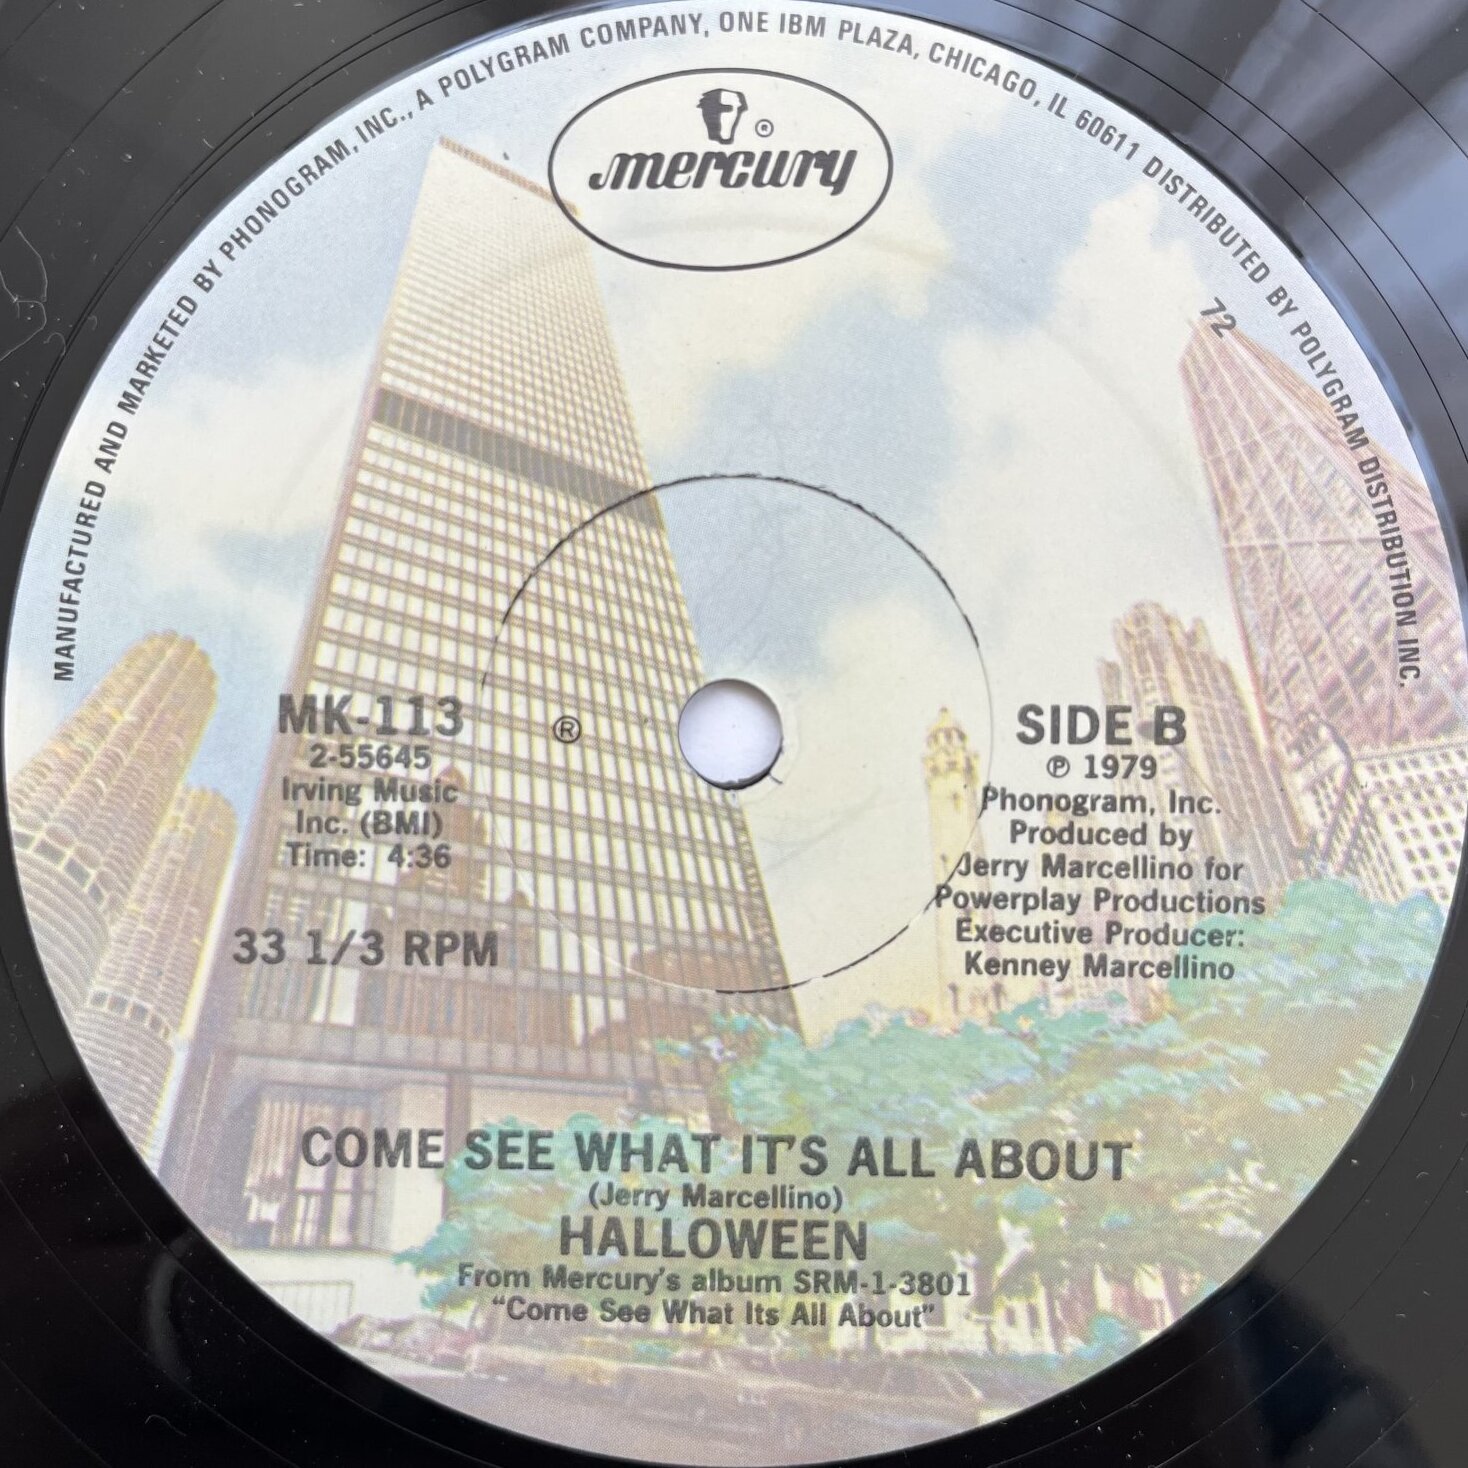 MANUFACTURED AND MARKETED BY PHONOGRAM, INC., A POLYGRAM COMPANY, ONE IBM PLAZA, CHICAGO, IL 60611 DISTRIBUTED BY POLYGRAM DISTRIBUTION INC.
®
mercury
72
MK-113
2-55645
Irving Music
Inc. (BMI)
Time: 4:36
33 1/3 RPM
®
SIDE B
℗ 1979
Phonogram, Inc.
Produced by
Jerry Marcellino for
Powerplay Productions
Executive Producer:
Kenney Marcellino
COME SEE WHAT IT'S ALL ABOUT
(Jerry Marcellino)
HALLOWEEN
From Mercury's album SRM-1-3801
"Come See What Its All About"